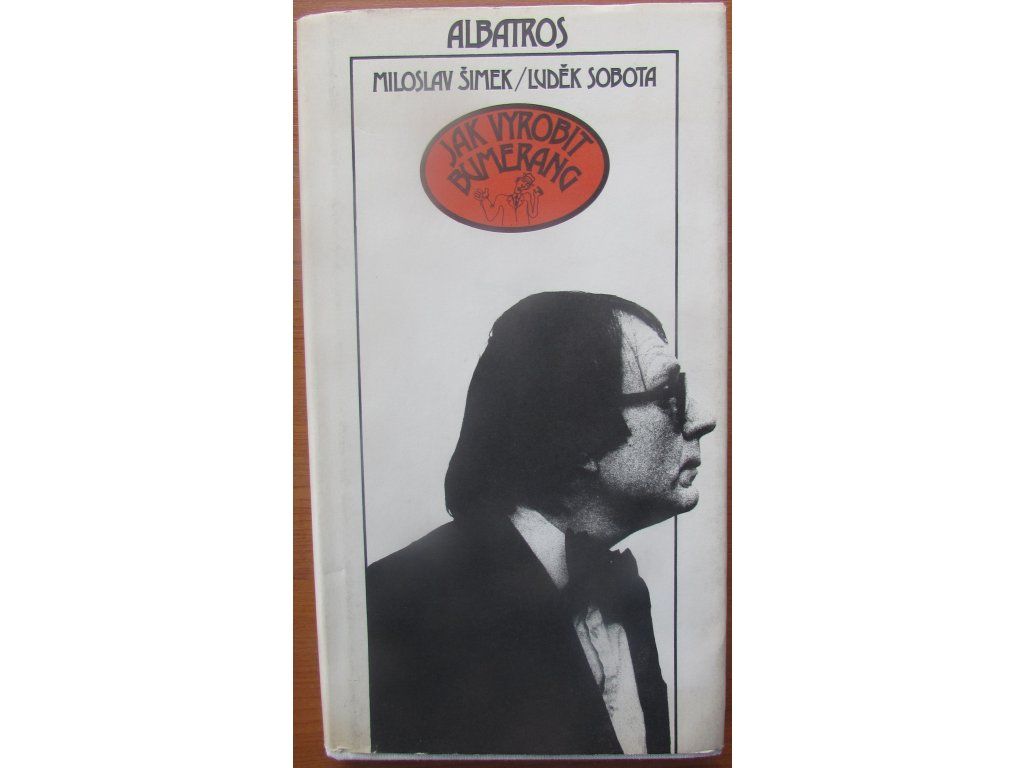 ALBATROS
MILOSLAV ŠIMEK/LUDĚK SOBOTA
JAK VYROBIT
BUMERANG